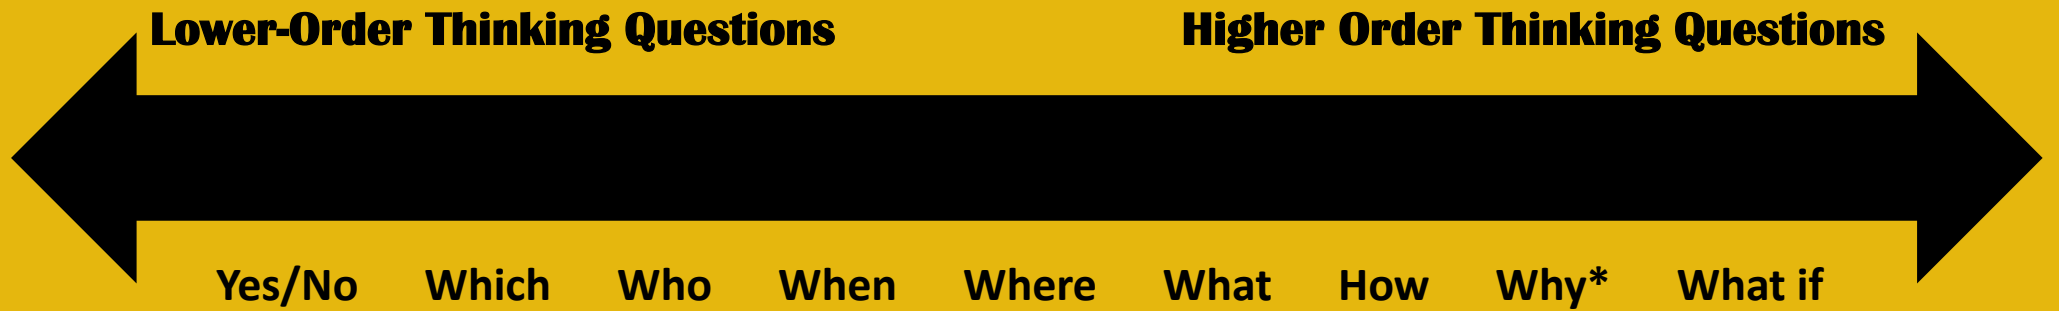 Lower-Order Thinking Questions Higher Order Thinking Questions
Yes/No Which Who When Where What How Why* What if